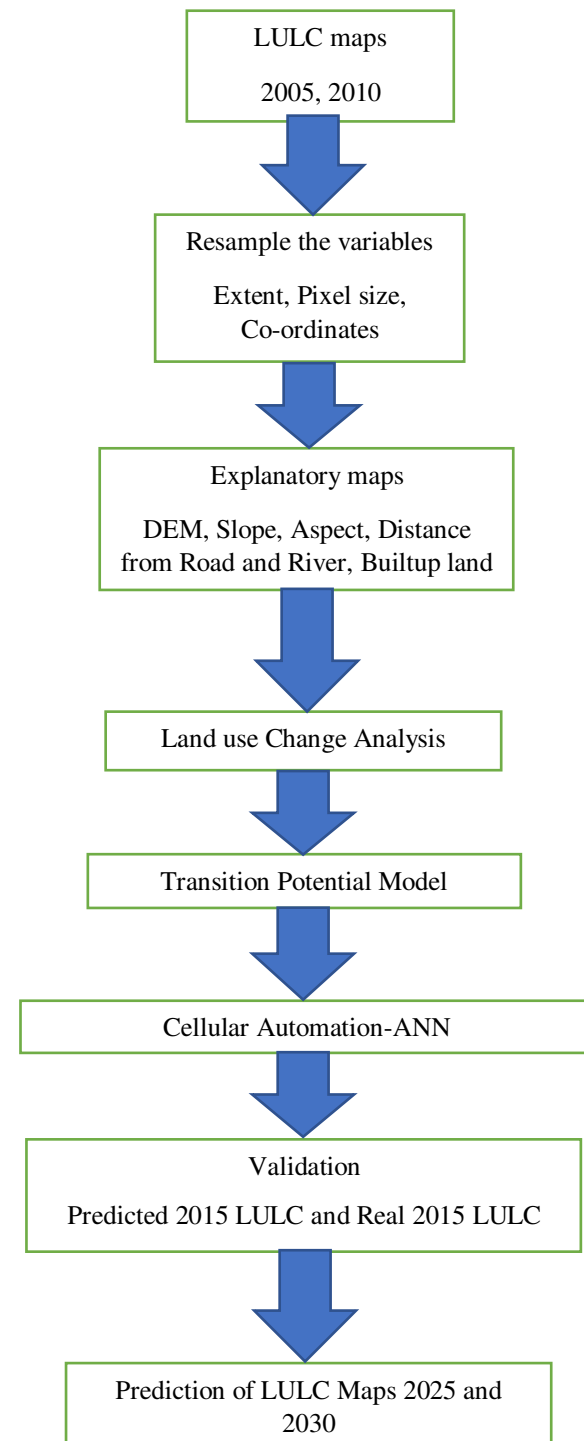 LULC maps
2005, 2010
Resample the variables
Extent, Pixel size,
Co-ordinates
Explanatory maps
DEM, Slope, Aspect, Distance
from Road and River, Builtup land
Land use Change Analysis
Transition Potential Model
Cellular Automation-ANN
Validation
Predicted 2015 LULC and Real 2015 LULC
Prediction of LULC Maps 2025 and
2030